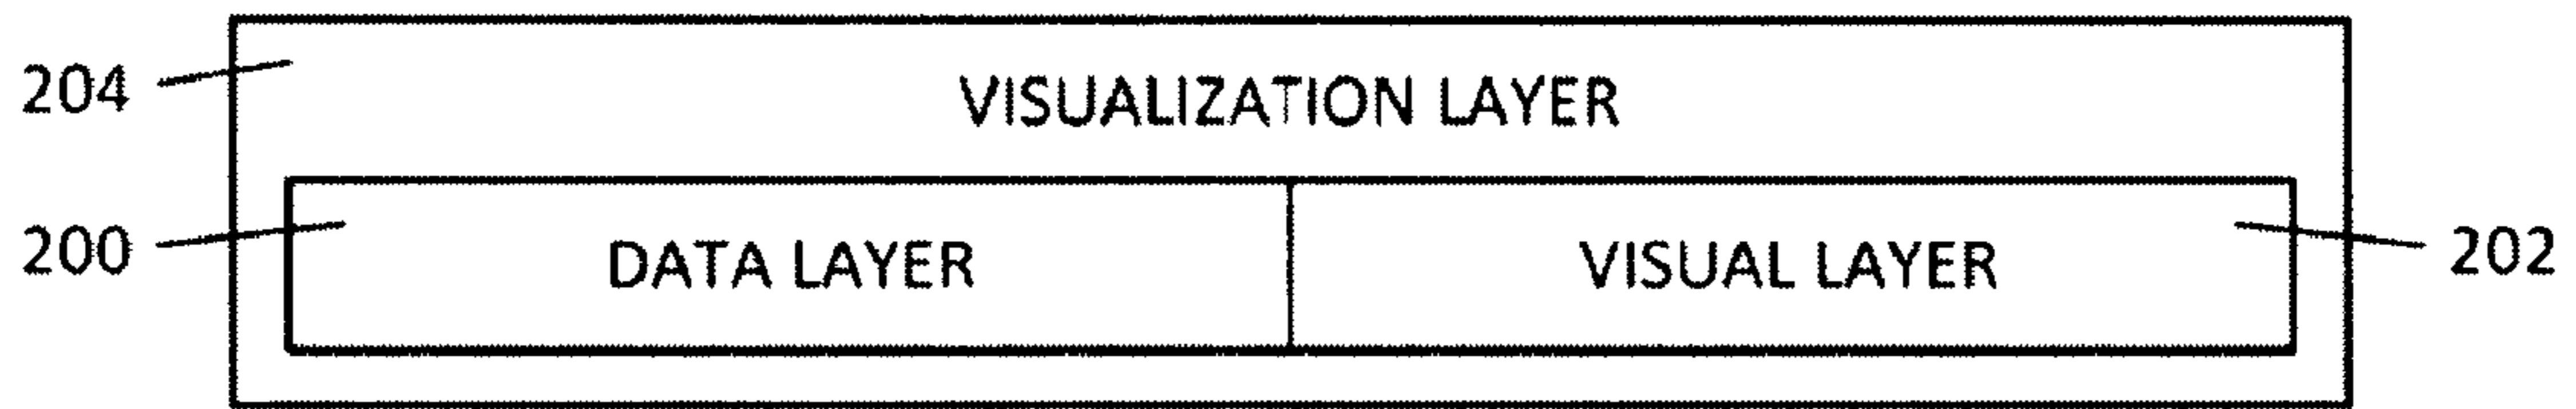 204
VISUALIZATION LAYER
200
DATA LAYER
VISUAL LAYER
202